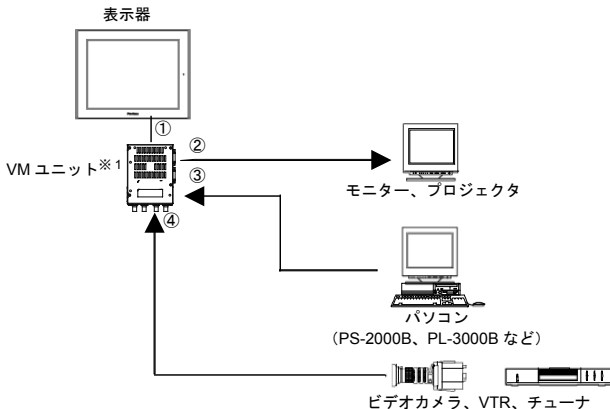 表示器
①
②
VM ユニット※1
③
モニター、プロジェクタ
④
パソコン
（PS-2000B、PL-3000B など）
ビデオカメラ、VTR、チューナ